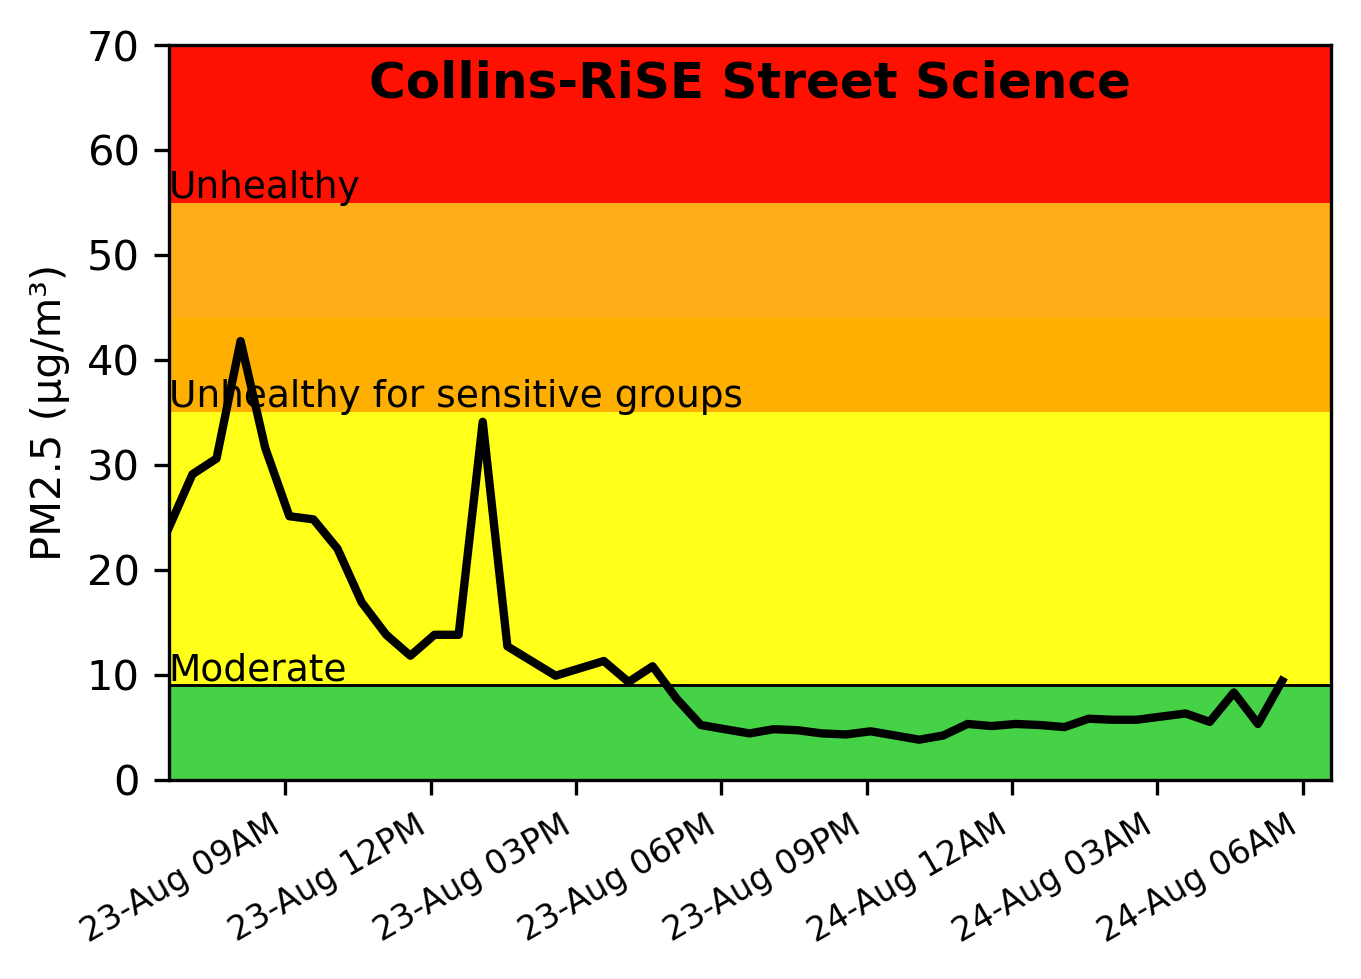 Collins-RiSE Street Science
70
60
50
40
30
20
10
0
PM2.5 (µg/m³)
Unhealthy
Unhealthy for sensitive groups
Moderate
23-Aug 09AM
23-Aug 12PM
23-Aug 03PM
23-Aug 06PM
23-Aug 09PM
24-Aug 12AM
24-Aug 03AM
24-Aug 06AM